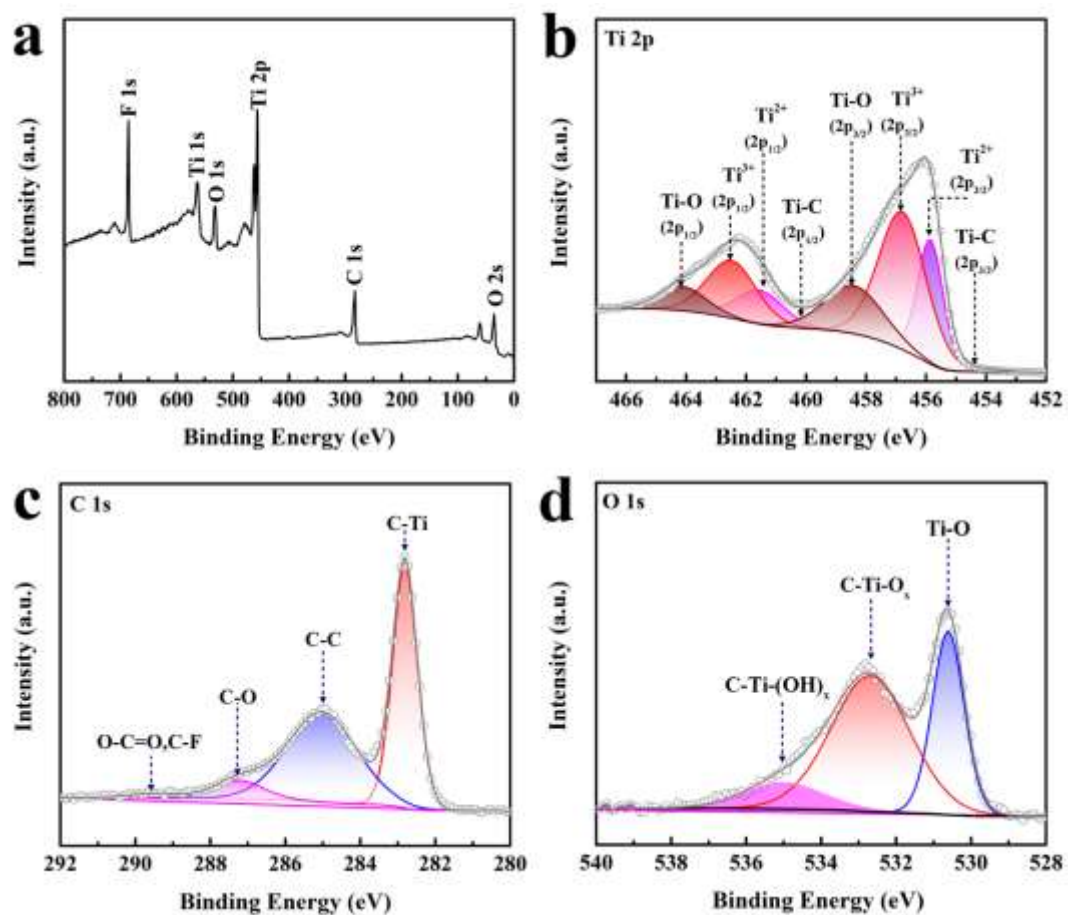 a
F 1s
Ti 1s
O 1s
Ti 2p
C 1s
O 2s
Intensity (a.u.)
800 700 600 500 400 300 200 100 0
Binding Energy (eV)
b
Ti 2p
Ti-O
(2p1/2)
Ti3+
(2p1/2)
Ti2+
(2p1/2)
Ti-C
(2p1/2)
Ti-O
(2p3/2)
Ti3+
(2p3/2)
Ti2+
(2p3/2)
Ti-C
(2p3/2)
Intensity (a.u.)
466 464 462 460 458 456 454 452
Binding Energy (eV)
c
C 1s
O-C=O,C-F
C-O
C-C
C-Ti
Intensity (a.u.)
292 290 288 286 284 282 280
Binding Energy (eV)
d
O 1s
C-Ti-(OH)x
C-Ti-Ox
Ti-O
Intensity (a.u.)
540 538 536 534 532 530 528
Binding Energy (eV)